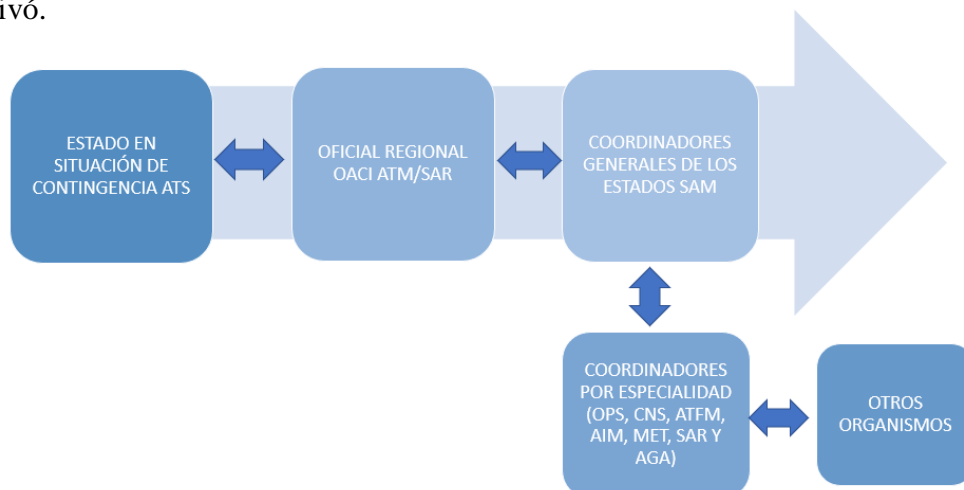 ivó.
ESTADO EN
SITUACIÓN DE
CONTINGENCIA ATS
OFICIAL REGIONAL
OACI ATM/SAR
COORDINADORES
GENERALES DE LOS
ESTADOS SAM
COORDINADORES
POR ESPECIALIDAD
(OPS, CNS, ATFM,
AIM, MET, SAR Y
AGA)
OTROS
ORGANISMOS